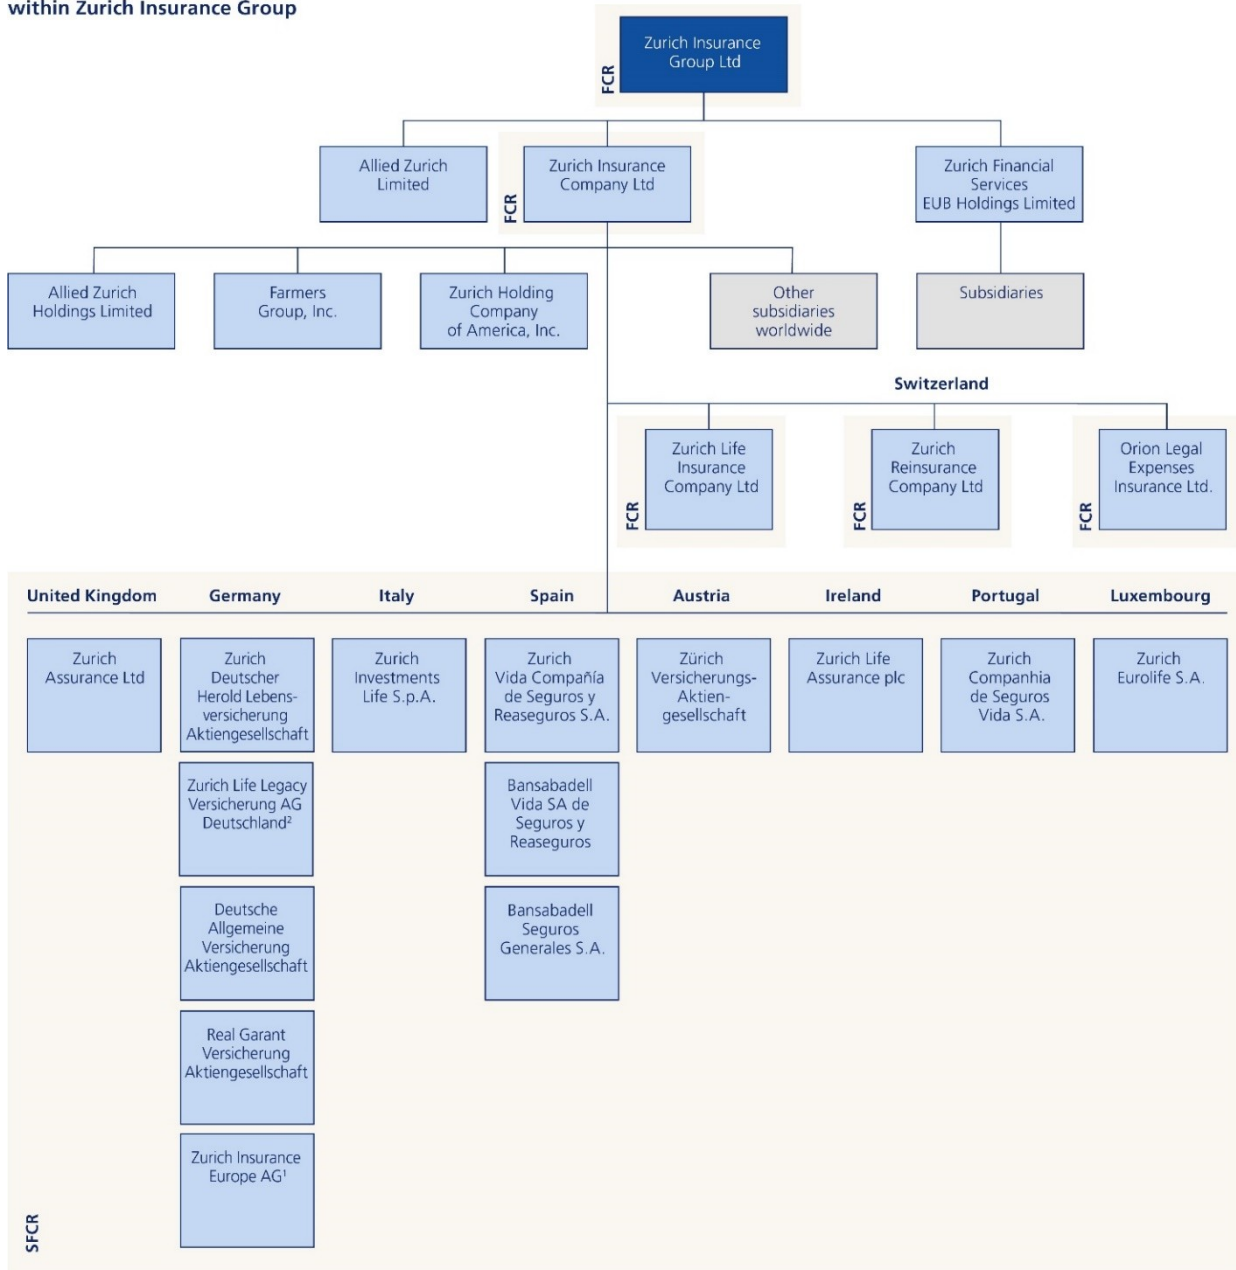 within Zurich Insurance Group
Zurich Insurance
Group Ltd
FCR
Allied Zurich
Limited
Zurich Insurance
Company Ltd
FCR
Zurich Financial
Services
EUB Holdings Limited
Allied Zurich
Holdings Limited
Farmers
Group, Inc.
Zurich Holding
Company
of America, Inc.
Other
subsidiaries
worldwide
Subsidiaries
Switzerland
Zurich Life
Insurance
Company Ltd
FCR
Zurich
Reinsurance
Company Ltd
FCR
Orion Legal
Expenses
Insurance Ltd.
FCR
United Kingdom
Germany
Italy
Spain
Austria
Ireland
Portugal
Luxembourg
Zurich
Assurance Ltd
Zurich
Deutscher
Herold Lebens-
versicherung
Aktiengesellschaft
Zurich
Investments
Life S.p.A.
Zurich
Vida Compañía
de Seguros y
Reaseguros S.A.
Zürich
Versicherungs-
Aktien-
gesellschaft
Zurich Life
Assurance plc
Zurich
Companhia
de Seguros
Vida S.A.
Zurich
Eurolife S.A.
Zurich Life Legacy
Versicherung AG
Deutschland²
Bansabadell
Vida SA de
Seguros y
Reaseguros
Deutsche
Allgemeine
Versicherung
Aktiengesellschaft
Bansabadell
Seguros
Generales S.A.
Real Garant
Versicherung
Aktiengesellschaft
Zurich Insurance
Europe AG¹
SFCR